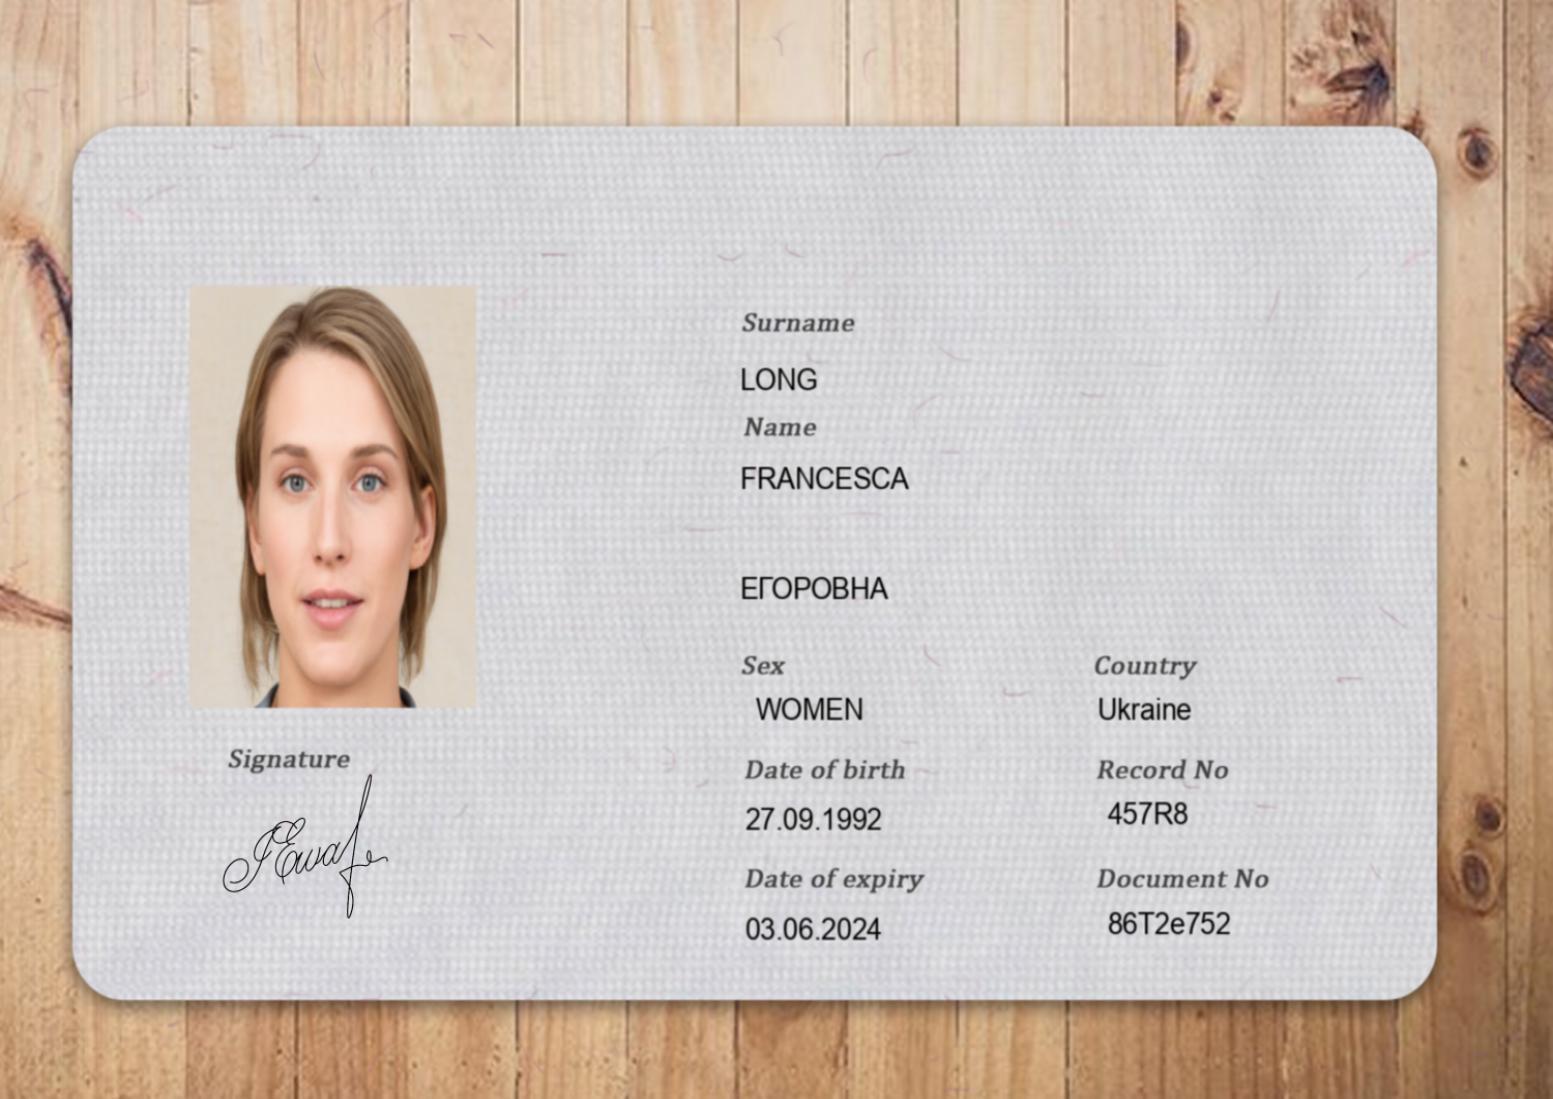 Surname
LONG
Name
FRANCESCA
ЕГОРОВНА
Sex
Country
WOMEN
Ukraine
Date of birth
Record No
27.09.1992
457R8
Date of expiry
Document No
03.06.2024
86T2e752
Signature